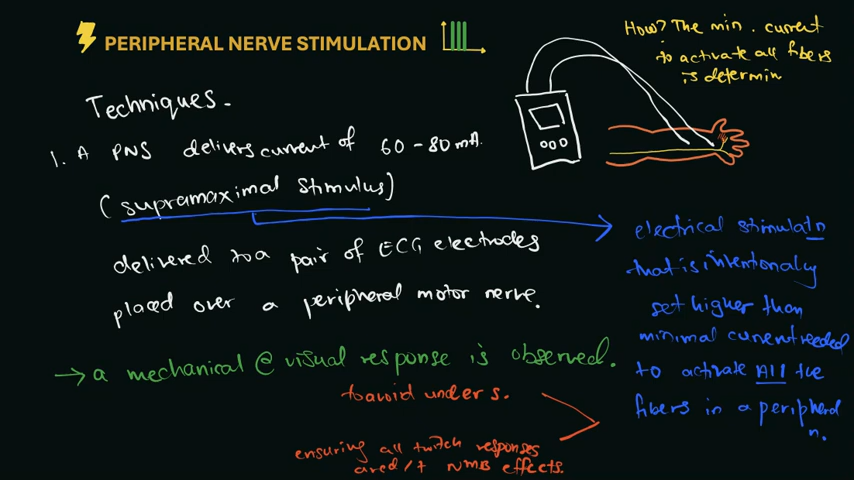 PERIPHERAL NERVE STIMULATION
How? The min. current
to activate all fibers
is determin
Techniques.
1. A PNS delivers current of 60 - 80 mA.
(supramaximal stimulus)
delivered to a pair of ECG electrodes
placed over a peripheral motor nerve.
→ a mechanical @ visual response is observed.
to avoid under s.
ensuring all twitch responses
are d/t NMB effects.
electrical stimulatn
that is intentionally
set higher than
minimal current needed
to activate All the
fibers in a peripheral
n.